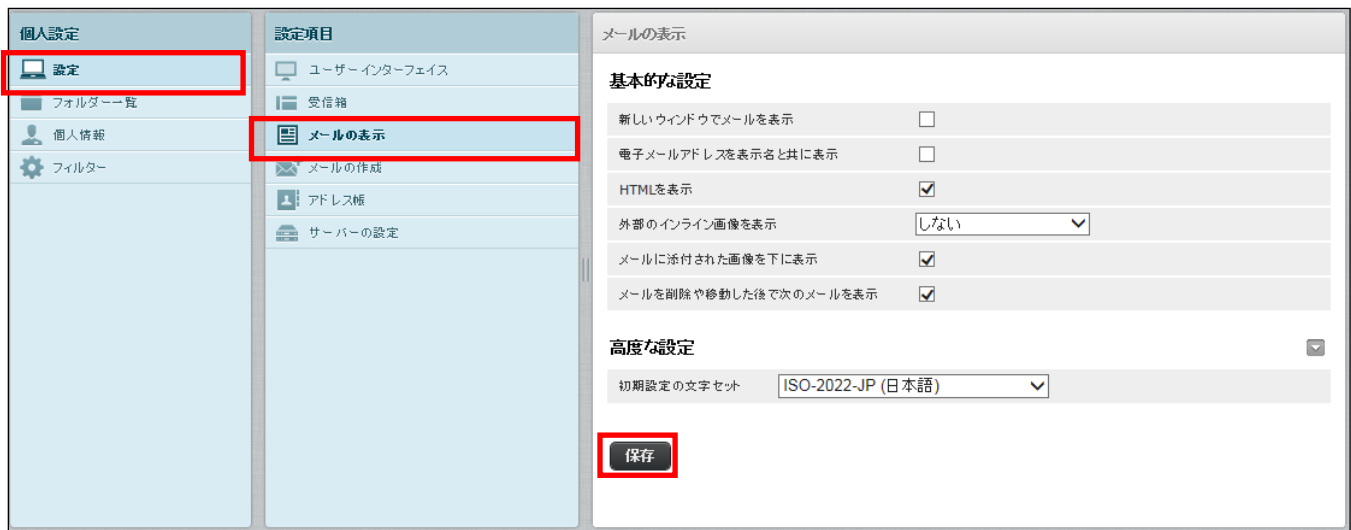 個人設定
設定
フォルダー一覧
個人情報
フィルター
設定項目
ユーザーインターフェイス
受信箱
メールの表示
メールの作成
アドレス帳
サーバーの設定
メールの表示
基本的な設定
新しいウィンドウでメールを表示
電子メールアドレスを表示名と共に表示
HTMLを表示
外部のインライン画像を表示 しない
メールに添付された画像を下に表示
メールを削除や移動した後で次のメールを表示
高度な設定
初期設定の文字セット ISO-2022-JP (日本語)
保存